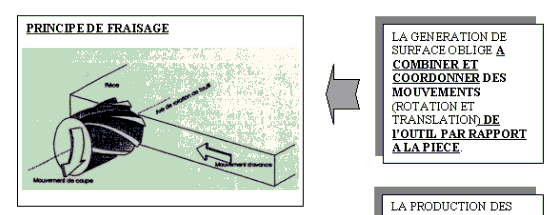 PRINCIPE DE FRAISAGE
Pièce
Axe de rotation de l'outil
Mouvement d'avance
Mouvement de coupe
LA GENERATION DE
SURFACE OBLIGE A
COMBINER ET
COORDONNER DES
MOUVEMENTS
(ROTATION ET
TRANSLATION) DE
l'OUTIL PAR RAPPORT
A LA PIECE.
LA PRODUCTION DES